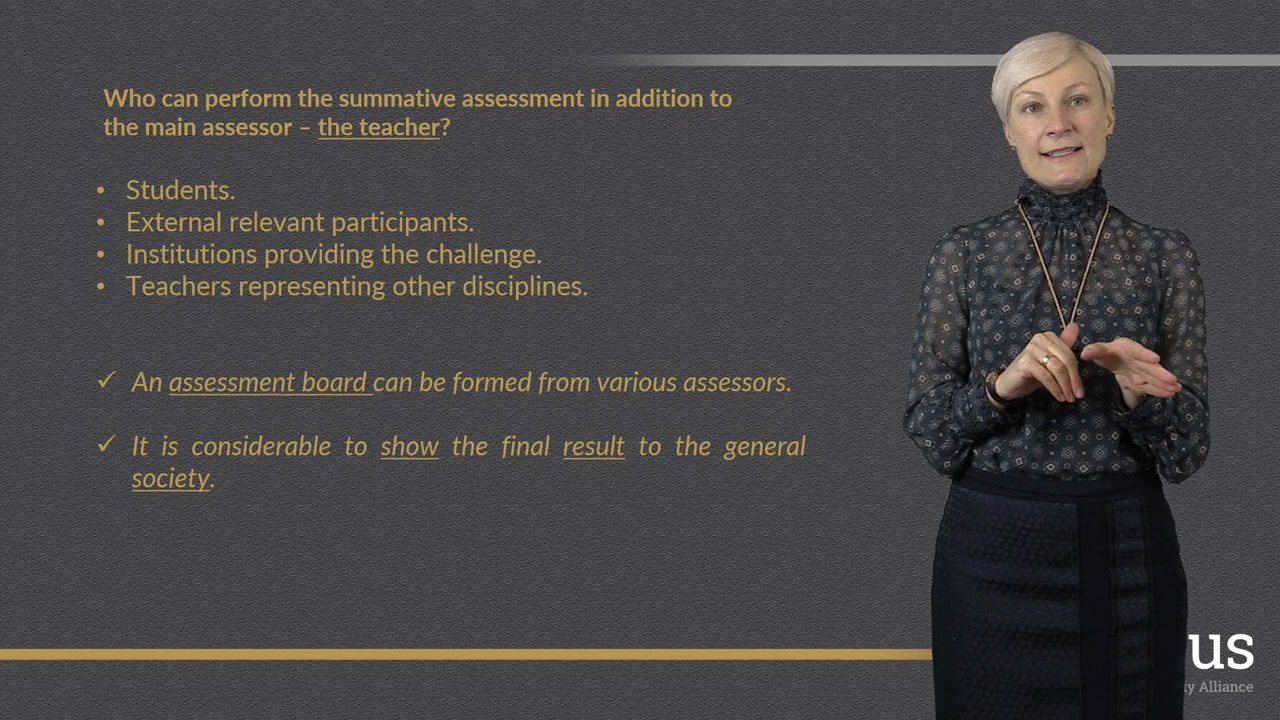 Who can perform the summative assessment in addition to
the main assessor – the teacher?
• Students.
• External relevant participants.
• Institutions providing the challenge.
• Teachers representing other disciplines.
✓ An assessment board can be formed from various assessors.
✓ It is considerable to show the final result to the general
society.
us
Alliance